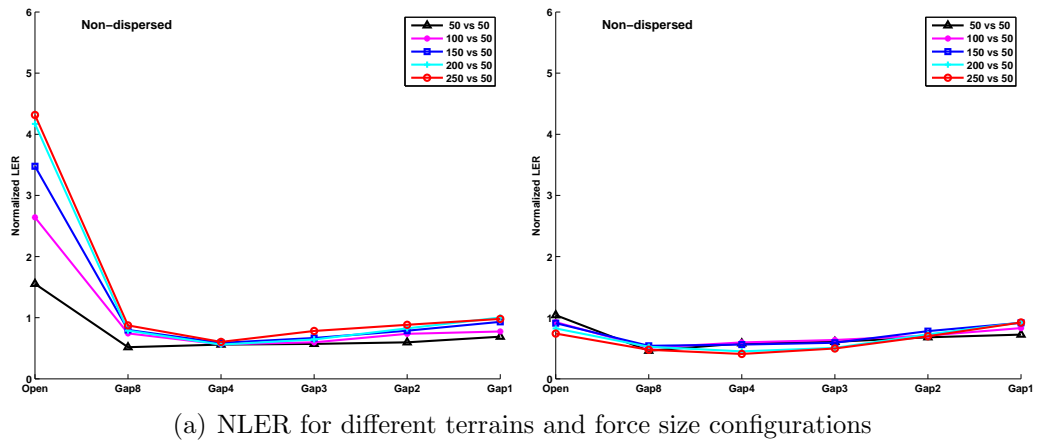 Non−dispersed
50 vs 50
100 vs 50
150 vs 50
200 vs 50
250 vs 50
6
5
4
3
2
1
0
Normalized LER
Open
Gap8
Gap4
Gap3
Gap2
Gap1
Non−dispersed
50 vs 50
100 vs 50
150 vs 50
200 vs 50
250 vs 50
6
5
4
3
2
1
0
Normalized LER
Open
Gap8
Gap4
Gap3
Gap2
Gap1
(a) NLER for different terrains and force size configurations